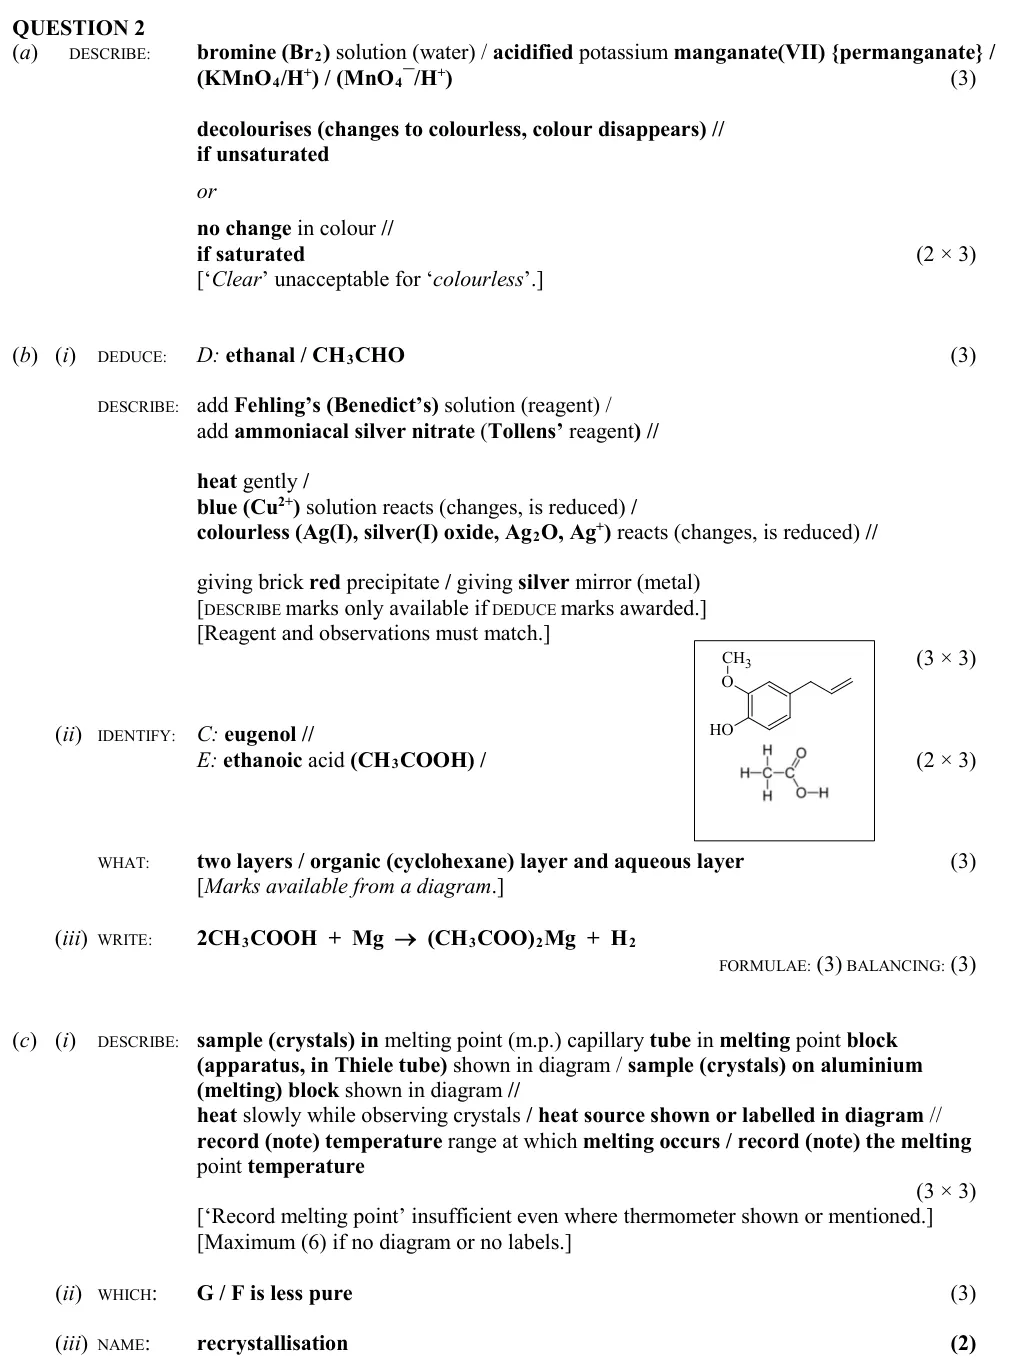 QUESTION 2
(a) DESCRIBE: bromine (Br₂) solution (water) / acidified potassium manganate(VII) {permanganate} /
(KMnO₄/H⁺) / (MnO₄⁻/H⁺) (3)
decolourises (changes to colourless, colour disappears) //
if unsaturated
or
no change in colour //
if saturated (2 × 3)
[‘Clear’ unacceptable for ‘colourless’.]
(b) (i) DEDUCE: D: ethanal / CH₃CHO (3)
DESCRIBE: add Fehling’s (Benedict’s) solution (reagent) /
add ammoniacal silver nitrate (Tollens’ reagent) //
heat gently /
blue (Cu²⁺) solution reacts (changes, is reduced) /
colourless (Ag(I), silver(I) oxide, Ag₂O, Ag⁺) reacts (changes, is reduced) //
giving brick red precipitate / giving silver mirror (metal)
[DESCRIBE marks only available if DEDUCE marks awarded.]
[Reagent and observations must match.]
(3 × 3)
CH₃
O
HO
(ii) IDENTIFY: C: eugenol //
E: ethanoic acid (CH₃COOH) / (2 × 3)
H O
H–C–C
H O–H
WHAT: two layers / organic (cyclohexane) layer and aqueous layer (3)
[Marks available from a diagram.]
(iii) WRITE: 2CH₃COOH + Mg → (CH₃COO)₂Mg + H₂
FORMULAE: (3) BALANCING: (3)
(c) (i) DESCRIBE: sample (crystals) in melting point (m.p.) capillary tube in melting point block
(apparatus, in Thiele tube) shown in diagram / sample (crystals) on aluminium
(melting) block shown in diagram //
heat slowly while observing crystals / heat source shown or labelled in diagram //
record (note) temperature range at which melting occurs / record (note) the melting
point temperature
(3 × 3)
[‘Record melting point’ insufficient even where thermometer shown or mentioned.]
[Maximum (6) if no diagram or no labels.]
(ii) WHICH: G / F is less pure (3)
(iii) NAME: recrystallisation (2)